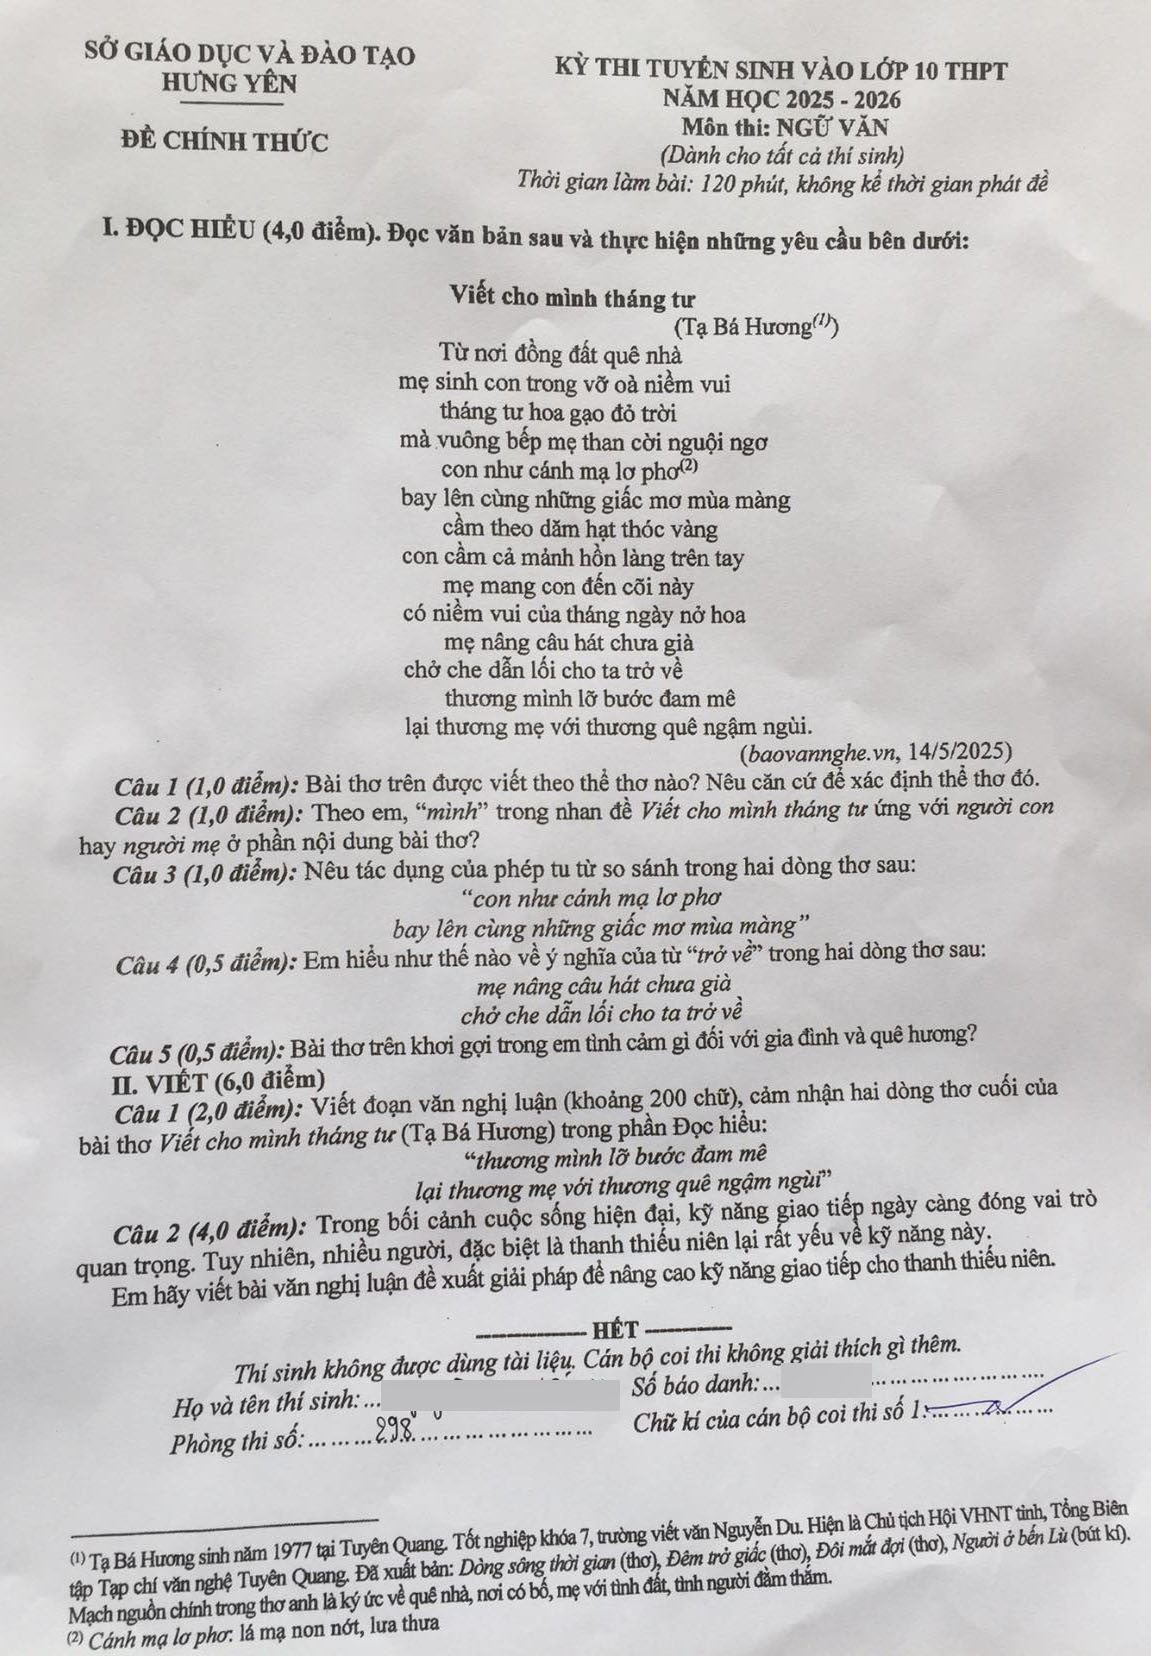 SỞ GIÁO DỤC VÀ ĐÀO TẠO
HƯNG YÊN
ĐỀ CHÍNH THỨC
KỲ THI TUYỂN SINH VÀO LỚP 10 THPT
NĂM HỌC 2025 - 2026
Môn thi: NGỮ VĂN
(Dành cho tất cả thí sinh)
Thời gian làm bài: 120 phút, không kể thời gian phát đề
I. ĐỌC HIỂU (4,0 điểm). Đọc văn bản sau và thực hiện những yêu cầu bên dưới:
Viết cho mình tháng tư
(Tạ Bá Hương(1))
Từ nơi đồng đất quê nhà
mẹ sinh con trong vỡ oà niềm vui
tháng tư hoa gạo đỏ trời
mà vuông bếp mẹ than cời nguội ngơ
con như cánh mạ lơ phơ(2)
bay lên cùng những giấc mơ mùa màng
cầm theo dăm hạt thóc vàng
con cầm cả mảnh hồn làng trên tay
mẹ mang con đến cõi này
có niềm vui của tháng ngày nở hoa
mẹ nâng câu hát chưa già
chở che dẫn lối cho ta trở về
thương mình lỡ bước đam mê
lại thương mẹ với thương quê ngậm ngùi.
(baovannghe.vn, 14/5/2025)
Câu 1 (1,0 điểm): Bài thơ trên được viết theo thể thơ nào? Nêu căn cứ để xác định thể thơ đó.
Câu 2 (1,0 điểm): Theo em, “mình” trong nhan đề Viết cho mình tháng tư ứng với người con
hay người mẹ ở phần nội dung bài thơ?
Câu 3 (1,0 điểm): Nêu tác dụng của phép tu từ so sánh trong hai dòng thơ sau:
“con như cánh mạ lơ phơ
bay lên cùng những giấc mơ mùa màng”
Câu 4 (0,5 điểm): Em hiểu như thế nào về ý nghĩa của từ “trở về” trong hai dòng thơ sau:
mẹ nâng câu hát chưa già
chở che dẫn lối cho ta trở về
Câu 5 (0,5 điểm): Bài thơ trên khơi gợi trong em tình cảm gì đối với gia đình và quê hương?
II. VIẾT (6,0 điểm)
Câu 1 (2,0 điểm): Viết đoạn văn nghị luận (khoảng 200 chữ), cảm nhận hai dòng thơ cuối của
bài thơ Viết cho mình tháng tư (Tạ Bá Hương) trong phần Đọc hiểu:
“thương mình lỡ bước đam mê
lại thương mẹ với thương quê ngậm ngùi”
Câu 2 (4,0 điểm): Trong bối cảnh cuộc sống hiện đại, kỹ năng giao tiếp ngày càng đóng vai trò
quan trọng. Tuy nhiên, nhiều người, đặc biệt là thanh thiếu niên lại rất yếu về kỹ năng này.
Em hãy viết bài văn nghị luận đề xuất giải pháp để nâng cao kỹ năng giao tiếp cho thanh thiếu niên.
------------- HẾT -------------
Thí sinh không được dùng tài liệu. Cán bộ coi thi không giải thích gì thêm.
Họ và tên thí sinh:... Số báo danh:...
Phòng thi số:.........298.................. Chữ kí của cán bộ coi thi số 1:............
(1) Tạ Bá Hương sinh năm 1977 tại Tuyên Quang. Tốt nghiệp khóa 7, trường viết văn Nguyễn Du. Hiện là Chủ tịch Hội VHNT tỉnh, Tổng Biên
tập Tạp chí văn nghệ Tuyên Quang. Đã xuất bản: Dòng sông thời gian (thơ), Đêm trở giấc (thơ), Đôi mắt đợi (thơ), Người ở bến Lù (bút kí).
Mạch nguồn chính trong thơ anh là ký ức về quê nhà, nơi có bố, mẹ với tình đất, tình người đằm thắm.
(2) Cánh mạ lơ phơ: lá mạ non nớt, lưa thưa